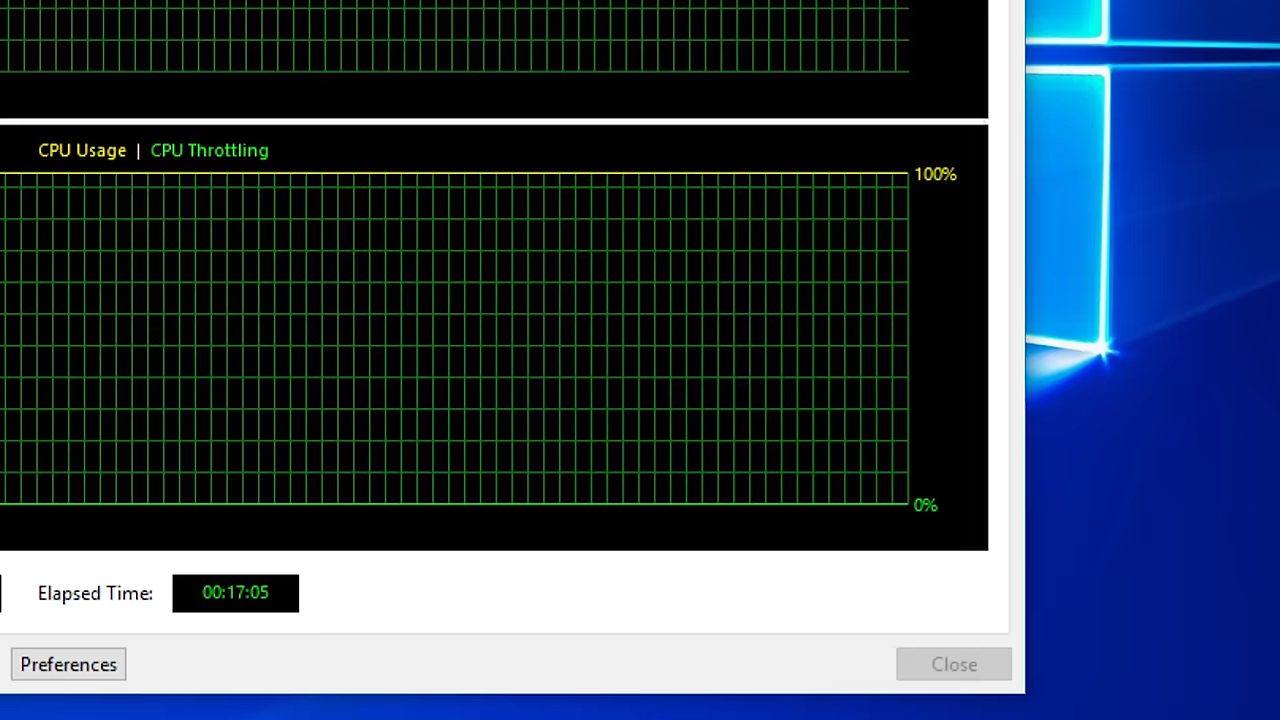 CPU Usage | CPU Throttling
100%
0%
Elapsed Time: 00:17:05
Preferences
Close